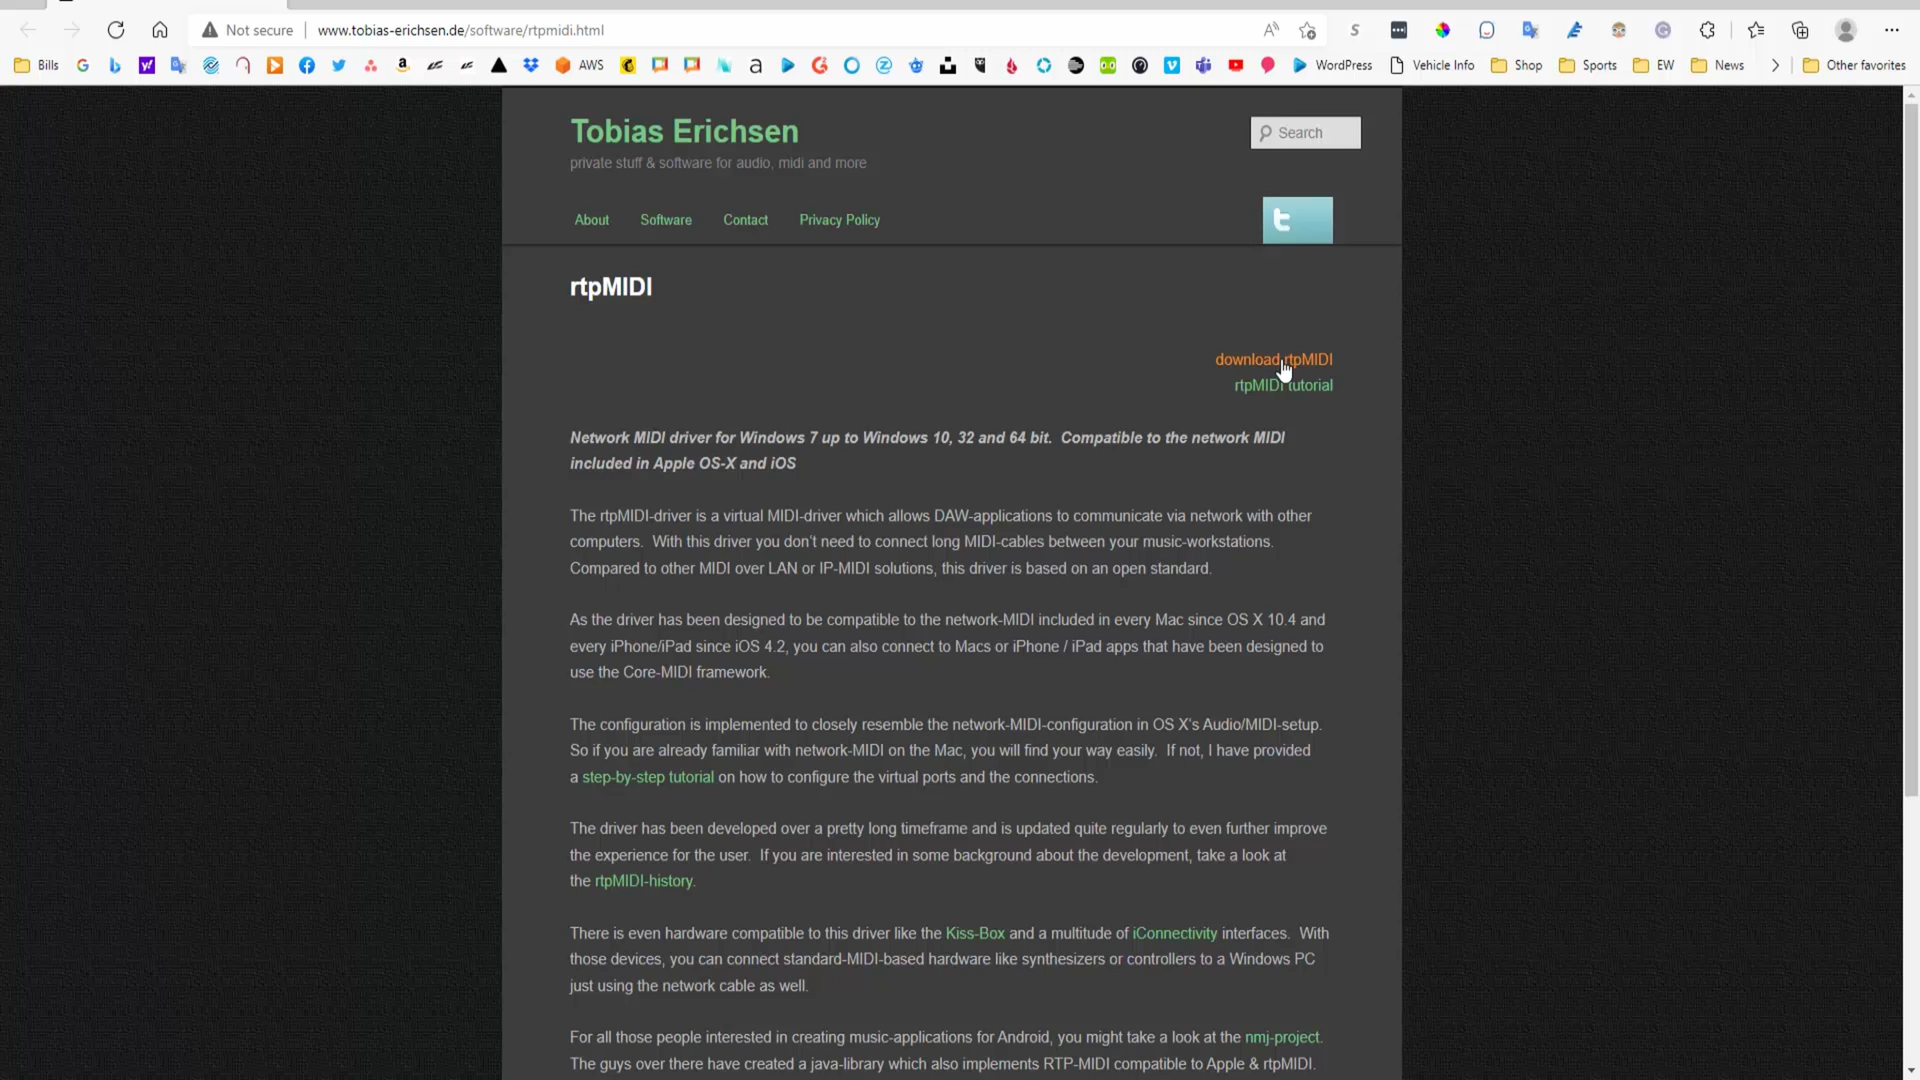 Not secure
www.tobias-erichsen.de/software/rtpmidi.html
Bills
AWS
WordPress
Vehicle Info
Shop
Sports
EW
News
Other favorites
Tobias Erichsen
private stuff & software for audio, midi and more
Search
About Software Contact Privacy Policy
rtpMIDI
download rtpMIDI
rtpMIDI tutorial
Network MIDI driver for Windows 7 up to Windows 10, 32 and 64 bit.  Compatible to the network MIDI
included in Apple OS-X and iOS
The rtpMIDI-driver is a virtual MIDI-driver which allows DAW-applications to communicate via network with other
computers.  With this driver you don't need to connect long MIDI-cables between your music-workstations.
Compared to other MIDI over LAN or IP-MIDI solutions, this driver is based on an open standard.
As the driver has been designed to be compatible to the network-MIDI included in every Mac since OS X 10.4 and
every iPhone/iPad since iOS 4.2, you can also connect to Macs or iPhone / iPad apps that have been designed to
use the Core-MIDI framework.
The configuration is implemented to closely resemble the network-MIDI-configuration in OS X's Audio/MIDI-setup.
So if you are already familiar with network-MIDI on the Mac, you will find your way easily.  If not, I have provided
a step-by-step tutorial on how to configure the virtual ports and the connections.
The driver has been developed over a pretty long timeframe and is updated quite regularly to even further improve
the experience for the user.  If you are interested in some background about the development, take a look at
the rtpMIDI-history.
There is even hardware compatible to this driver like the Kiss-Box and a multitude of iConnectivity interfaces.  With
those devices, you can connect standard-MIDI-based hardware like synthesizers or controllers to a Windows PC
just using the network cable as well.
For all those people interested in creating music-applications for Android, you might take a look at the nmj-project.
The guys over there have created a java-library which also implements RTP-MIDI compatible to Apple & rtpMIDI.